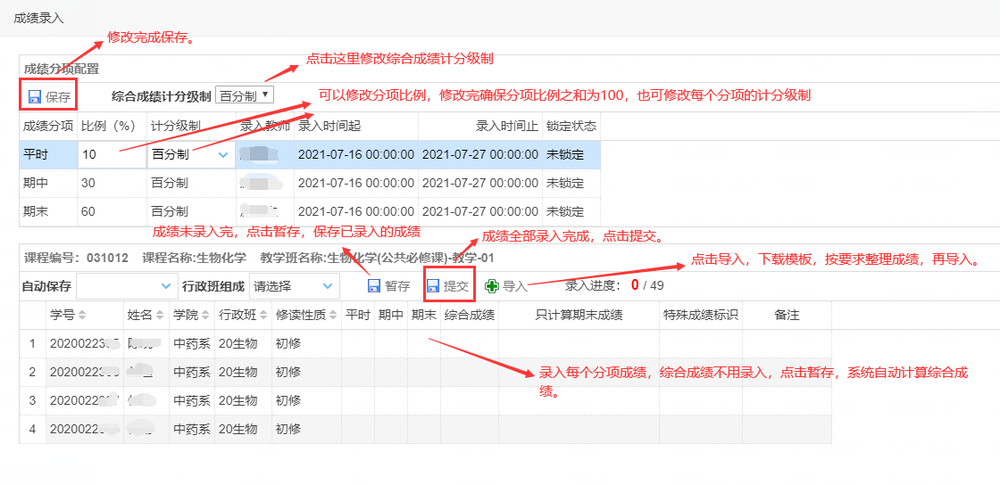 成绩录入
修改完成保存。
成绩分项配置
点击这里修改综合成绩计分级制
保存 综合成绩计分级制 百分制
可以修改分项比例，修改完确保分项比例之和为100，也可修改每个分项的计分级制
成绩分项 比例（%） 计分级制 录入教师 录入时间起 录入时间止 锁定状态
平时 10 百分制 2021-07-16 00:00:00 2021-07-27 00:00:00 未锁定
期中 30 百分制 2021-07-16 00:00:00 2021-07-27 00:00:00 未锁定
期末 60 百分制 2021-07-16 00:00:00 2021-07-27 00:00:00 未锁定
成绩未录入完，点击暂存，保存已录入的成绩
成绩全部录入完成，点击提交。
课程编号：031012 课程名称:生物化学 教学班名称:生物化学(公共必修课)-教学-01
点击导入，下载模板，按要求整理成绩，再导入。
自动保存 行政班组成 请选择 暂存 提交 导入 录入进度： 0 / 49
学号 姓名 学院 行政班 修读性质 平时 期中 期末 综合成绩 只计算期末成绩 特殊成绩标识 备注
1 2020022 中药系 20生物 初修
2 2020022 中药系 20生物 初修
录入每个分项成绩，综合成绩不用录入，点击暂存，系统自动计算综合成
绩。
3 2020022 中药系 20生物 初修
4 2020022 中药系 20生物 初修